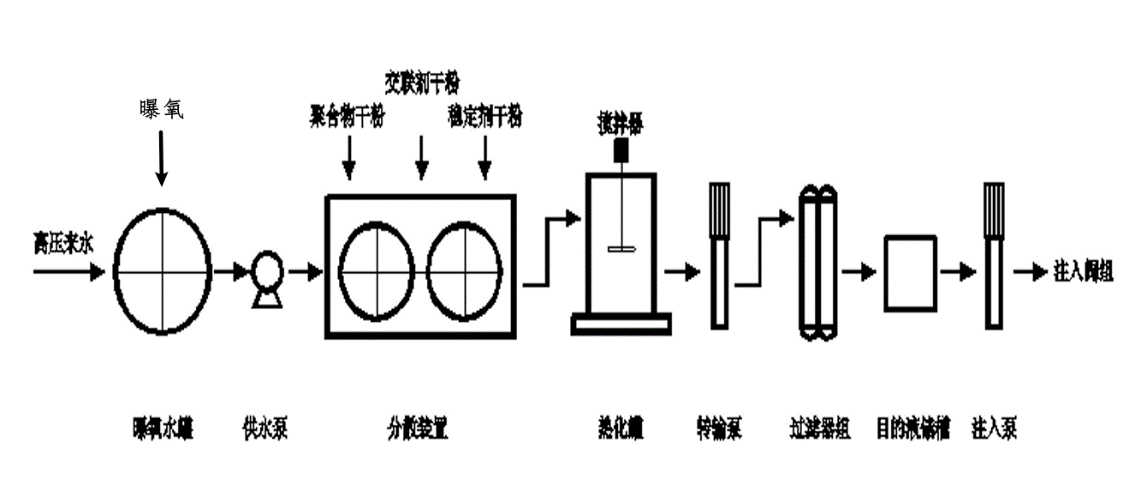 交联剂干粉
曝氧
聚合物干粉
稳定剂干粉
搅拌器
高压来水
注入阀组
曝氧水罐
供水泵
分散装置
熟化罐
转输泵
过滤器组
目的液储槽
注入泵